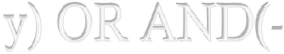 y) OR AND(-